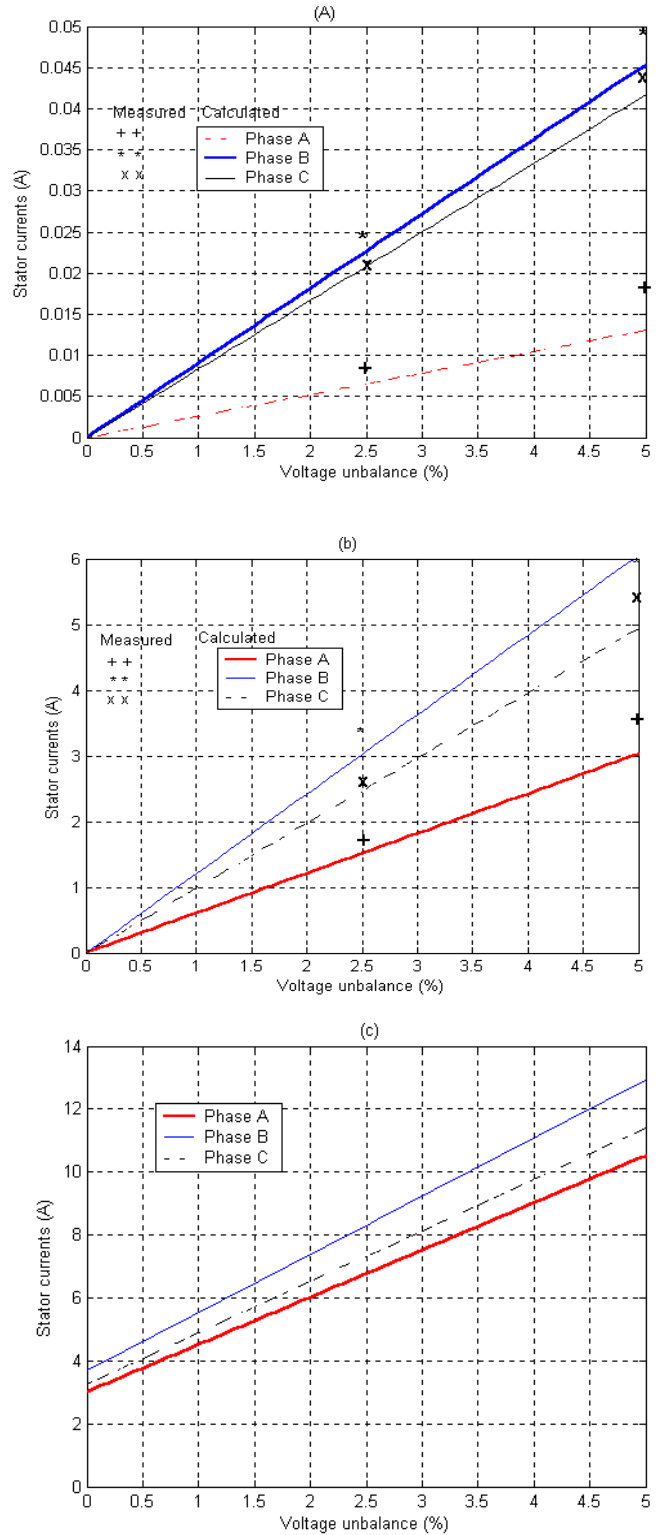 (A)
0.05
0.045
0.04
0.035
0.03
0.025
0.02
0.015
0.01
0.005
0
Stator currents (A)
Measured Calculated
+ +
* *
x x
Phase A
Phase B
Phase C
*
x
*
x
+
+
0 0.5 1 1.5 2 2.5 3 3.5 4 4.5 5
Voltage unbalance (%)
(b)
6
5
4
3
2
1
0
Stator currents (A)
Measured Calculated
+ +
* *
x x
Phase A
Phase B
Phase C
x
*
+
x
+
0 0.5 1 1.5 2 2.5 3 3.5 4 4.5 5
Voltage unbalance (%)
(c)
14
12
10
8
6
4
2
0
Stator currents (A)
Phase A
Phase B
Phase C
0 0.5 1 1.5 2 2.5 3 3.5 4 4.5 5
Voltage unbalance (%)